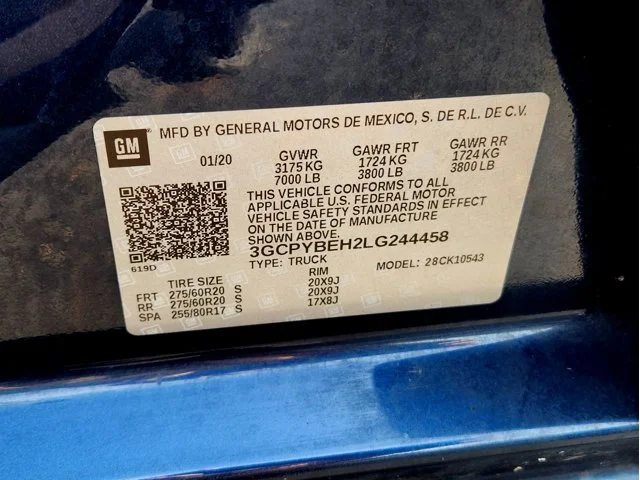 GM
MFD BY GENERAL MOTORS DE MEXICO, S. DE R.L. DE C.V.
01/20 GVWR GAWR FRT GAWR RR
3175 KG 1724 KG 1724 KG
7000 LB 3800 LB 3800 LB
THIS VEHICLE CONFORMS TO ALL
APPLICABLE U.S. FEDERAL MOTOR
VEHICLE SAFETY STANDARDS IN EFFECT
ON THE DATE OF MANUFACTURE
3GCPYBEH2LG244458
619D TYPE: TRUCK MODEL: 28CK10543
TIRE SIZE RIM
FRT 275/60R20 S 20X9J
RR 275/60R20 S 20X9J
SPA 255/80R17 S 17X8J